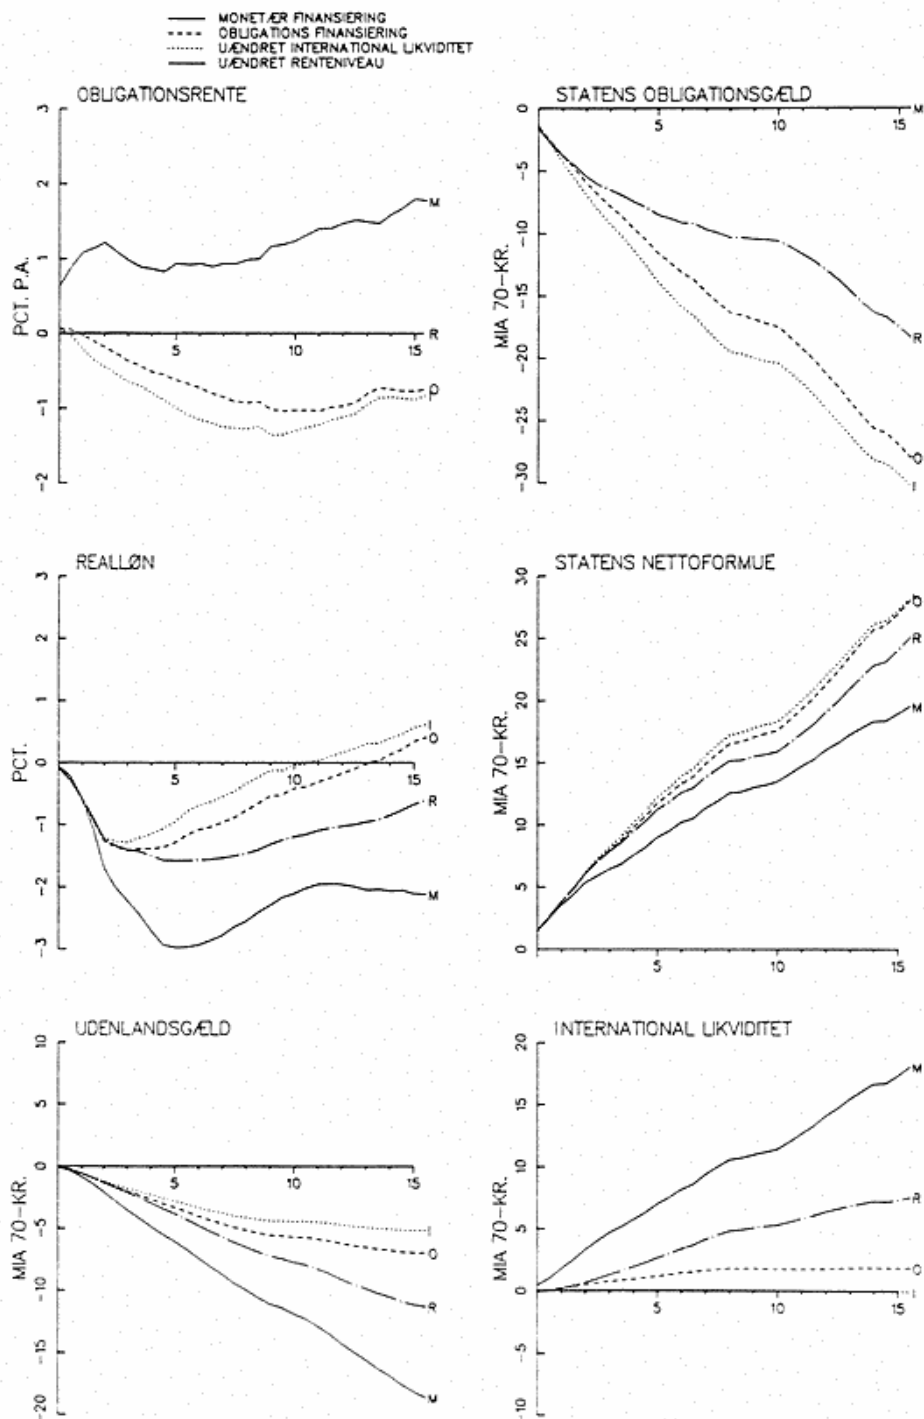 MONETÆR FINANSIERING
OBLIGATIONS FINANSIERING
UÆNDRET INTERNATIONAL LIKVIDITET
UÆNDRET RENTENIVEAU
OBLIGATIONSRENTE
PCT. P.A.
3
2
1
0
-1
-2
5
10
15
M
R
O
I
STATENS OBLIGATIONSGÆLD
MIA 70-KR.
0
-5
-10
-15
-20
-25
-30
5
10
15
M
R
O
I
REALLØN
PCT.
3
2
1
0
-1
-2
-3
5
10
15
I
O
R
M
STATENS NETTOFORMUE
MIA 70-KR.
30
25
20
15
10
5
0
5
10
15
O
R
M
UDENLANDSGÆLD
MIA 70-KR.
10
5
0
-5
-10
-15
-20
5
10
15
I
O
R
M
INTERNATIONAL LIKVIDITET
MIA 70-KR.
20
15
10
5
0
-5
-10
5
10
15
M
R
O
I